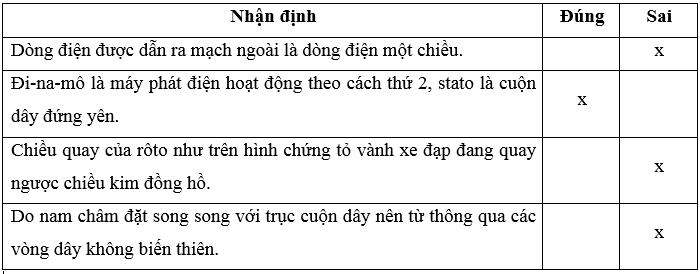 Nhận định Đúng Sai
Dòng điện được dẫn ra mạch ngoài là dòng điện một chiều. x
Đi-na-mô là máy phát điện hoạt động theo cách thứ 2, stato là cuộn
dây đứng yên. x
Chiều quay của rôto như trên hình chứng tỏ vành xe đạp đang quay
ngược chiều kim đồng hồ. x
Do nam châm đặt song song với trục cuộn dây nên từ thông qua các
vòng dây không biến thiên. x